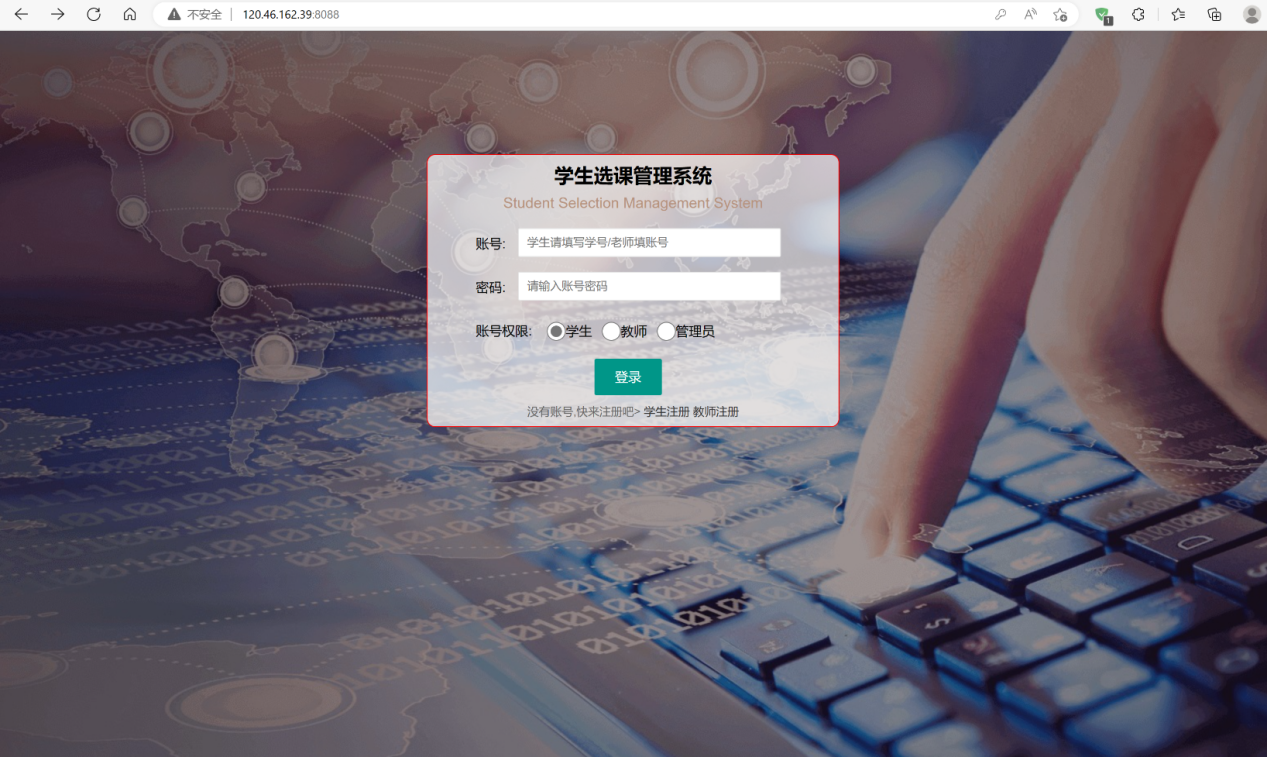 不安全 120.46.162.39:8088
1
学生选课管理系统
Student Selection Management System
账号: 学生请填写学号/老师填账号
密码: 请输入账号密码
账号权限: 学生 教师 管理员
登录
没有账号,快来注册吧> 学生注册 教师注册